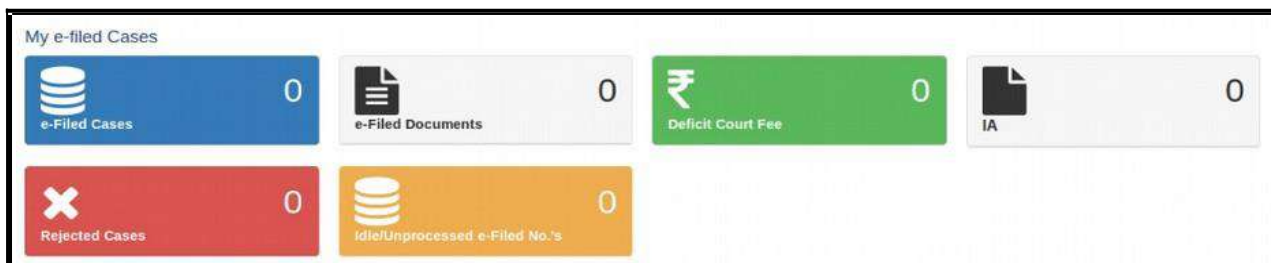 My e-filed Cases
0
e-Filed Cases
0
e-Filed Documents
₹ 0
Deficit Court Fee
0
IA
0
Rejected Cases
0
Idle/Unprocessed e-Filed No.'s